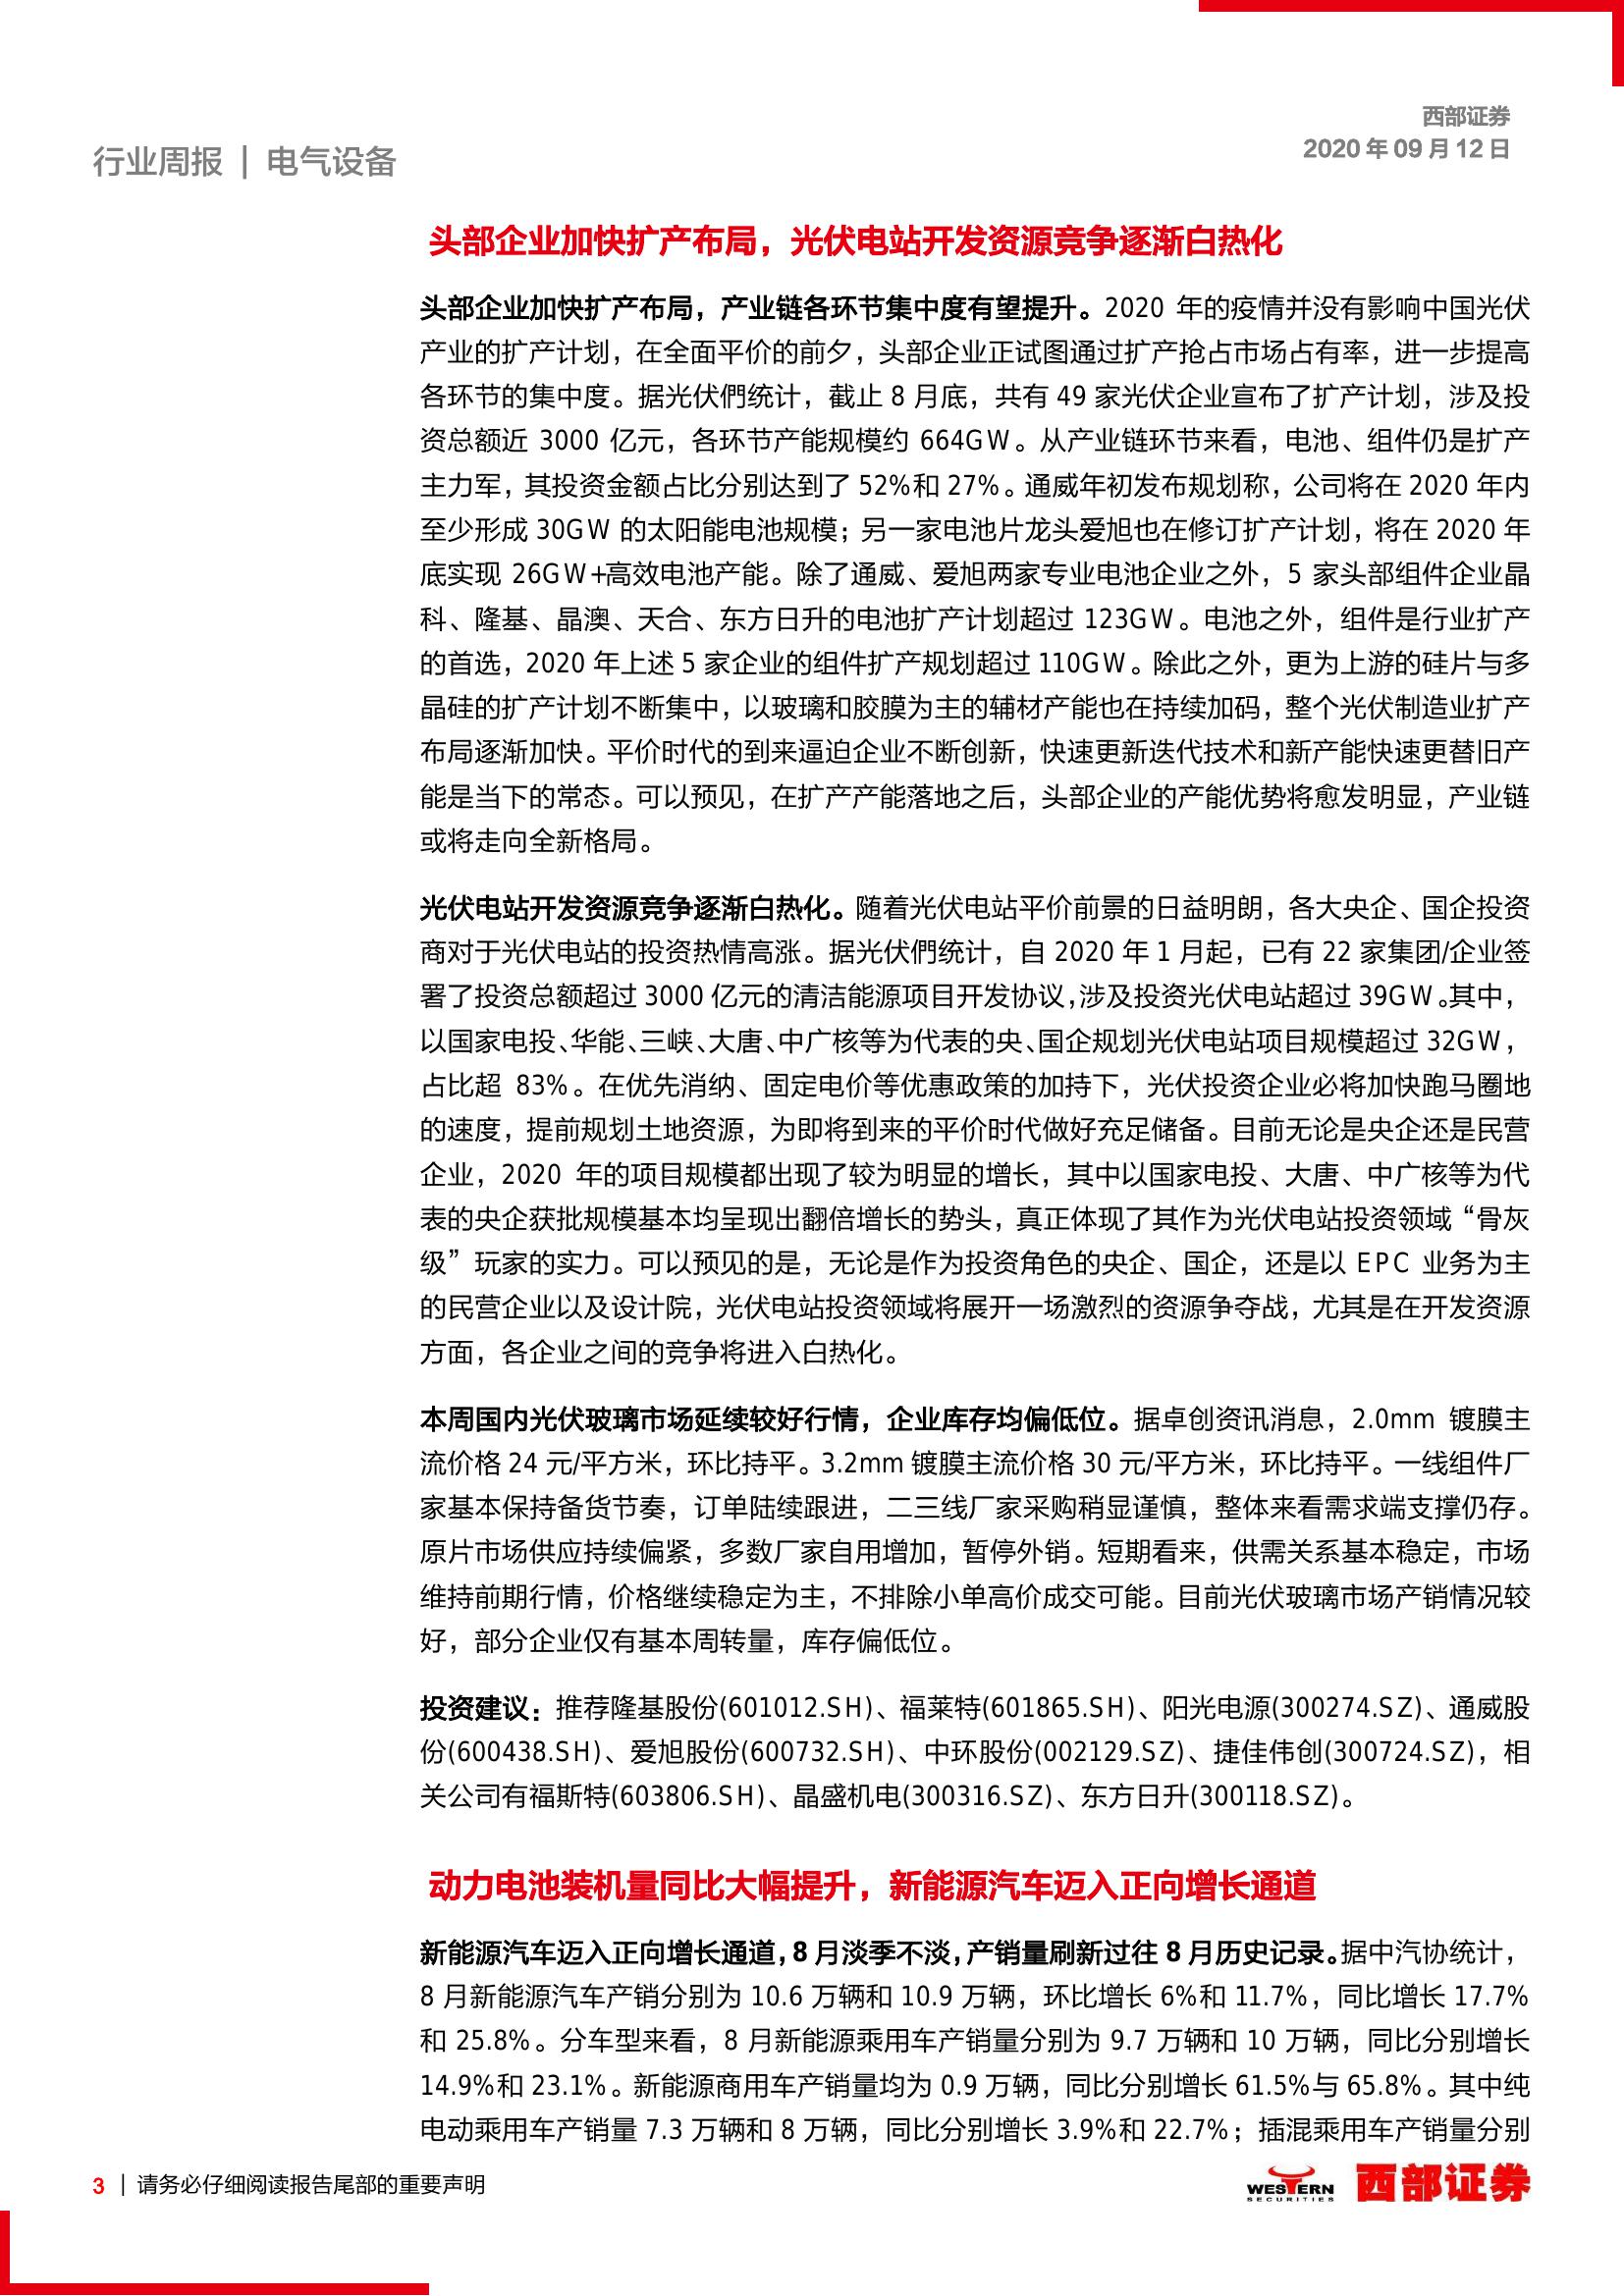 西部证券
2020 年 09 月 12 日
行业周报 | 电气设备
头部企业加快扩产布局，光伏电站开发资源竞争逐渐白热化
头部企业加快扩产布局，产业链各环节集中度有望提升。2020 年的疫情并没有影响中国光伏
产业的扩产计划，在全面平价的前夕，头部企业正试图通过扩产抢占市场占有率，进一步提高
各环节的集中度。据光伏們统计，截止 8 月底，共有 49 家光伏企业宣布了扩产计划，涉及投
资总额近 3000 亿元，各环节产能规模约 664GW。从产业链环节来看，电池、组件仍是扩产
主力军，其投资金额占比分别达到了 52%和 27%。通威年初发布规划称，公司将在 2020 年内
至少形成 30GW 的太阳能电池规模；另一家电池片龙头爱旭也在修订扩产计划，将在 2020 年
底实现 26GW+高效电池产能。除了通威、爱旭两家专业电池企业之外，5 家头部组件企业晶
科、隆基、晶澳、天合、东方日升的电池扩产计划超过 123GW。电池之外，组件是行业扩产
的首选，2020 年上述 5 家企业的组件扩产规划超过 110GW。除此之外，更为上游的硅片与多
晶硅的扩产计划不断集中，以玻璃和胶膜为主的辅材产能也在持续加码，整个光伏制造业扩产
布局逐渐加快。平价时代的到来逼迫企业不断创新，快速更新迭代技术和新产能快速更替旧产
能是当下的常态。可以预见，在扩产产能落地之后，头部企业的产能优势将愈发明显，产业链
或将走向全新格局。
光伏电站开发资源竞争逐渐白热化。随着光伏电站平价前景的日益明朗，各大央企、国企投资
商对于光伏电站的投资热情高涨。据光伏們统计，自 2020 年 1 月起，已有 22 家集团/企业签
署了投资总额超过 3000 亿元的清洁能源项目开发协议，涉及投资光伏电站超过 39GW。其中，
以国家电投、华能、三峡、大唐、中广核等为代表的央、国企规划光伏电站项目规模超过 32GW，
占比超 83%。在优先消纳、固定电价等优惠政策的加持下，光伏投资企业必将加快跑马圈地
的速度，提前规划土地资源，为即将到来的平价时代做好充足储备。目前无论是央企还是民营
企业，2020 年的项目规模都出现了较为明显的增长，其中以国家电投、大唐、中广核等为代
表的央企获批规模基本均呈现出翻倍增长的势头，真正体现了其作为光伏电站投资领域“骨灰
级”玩家的实力。可以预见的是，无论是作为投资角色的央企、国企，还是以 EPC 业务为主
的民营企业以及设计院，光伏电站投资领域将展开一场激烈的资源争夺战，尤其是在开发资源
方面，各企业之间的竞争将进入白热化。
本周国内光伏玻璃市场延续较好行情，企业库存均偏低位。据卓创资讯消息，2.0mm 镀膜主
流价格 24 元/平方米，环比持平。3.2mm 镀膜主流价格 30 元/平方米，环比持平。一线组件厂
家基本保持备货节奏，订单陆续跟进，二三线厂家采购稍显谨慎，整体来看需求端支撑仍存。
原片市场供应持续偏紧，多数厂家自用增加，暂停外销。短期看来，供需关系基本稳定，市场
维持前期行情，价格继续稳定为主，不排除小单高价成交可能。目前光伏玻璃市场产销情况较
好，部分企业仅有基本周转量，库存偏低位。
投资建议：推荐隆基股份(601012.SH)、福莱特(601865.SH)、阳光电源(300274.SZ)、通威股
份(600438.SH)、爱旭股份(600732.SH)、中环股份(002129.SZ)、捷佳伟创(300724.SZ)，相
关公司有福斯特(603806.SH)、晶盛机电(300316.SZ)、东方日升(300118.SZ)。
动力电池装机量同比大幅提升，新能源汽车迈入正向增长通道
新能源汽车迈入正向增长通道，8 月淡季不淡，产销量刷新过往 8 月历史记录。据中汽协统计，
8 月新能源汽车产销分别为 10.6 万辆和 10.9 万辆，环比增长 6%和 11.7%，同比增长 17.7%
和 25.8%。分车型来看，8 月新能源乘用车产销量分别为 9.7 万辆和 10 万辆，同比分别增长
14.9%和 23.1%。新能源商用车产销量均为 0.9 万辆，同比分别增长 61.5%与 65.8%。其中纯
电动乘用车产销量 7.3 万辆和 8 万辆，同比分别增长 3.9%和 22.7%；插混乘用车产销量分别
3 | 请务必仔细阅读报告尾部的重要声明
WESTERN
SECURITIES
西部证券